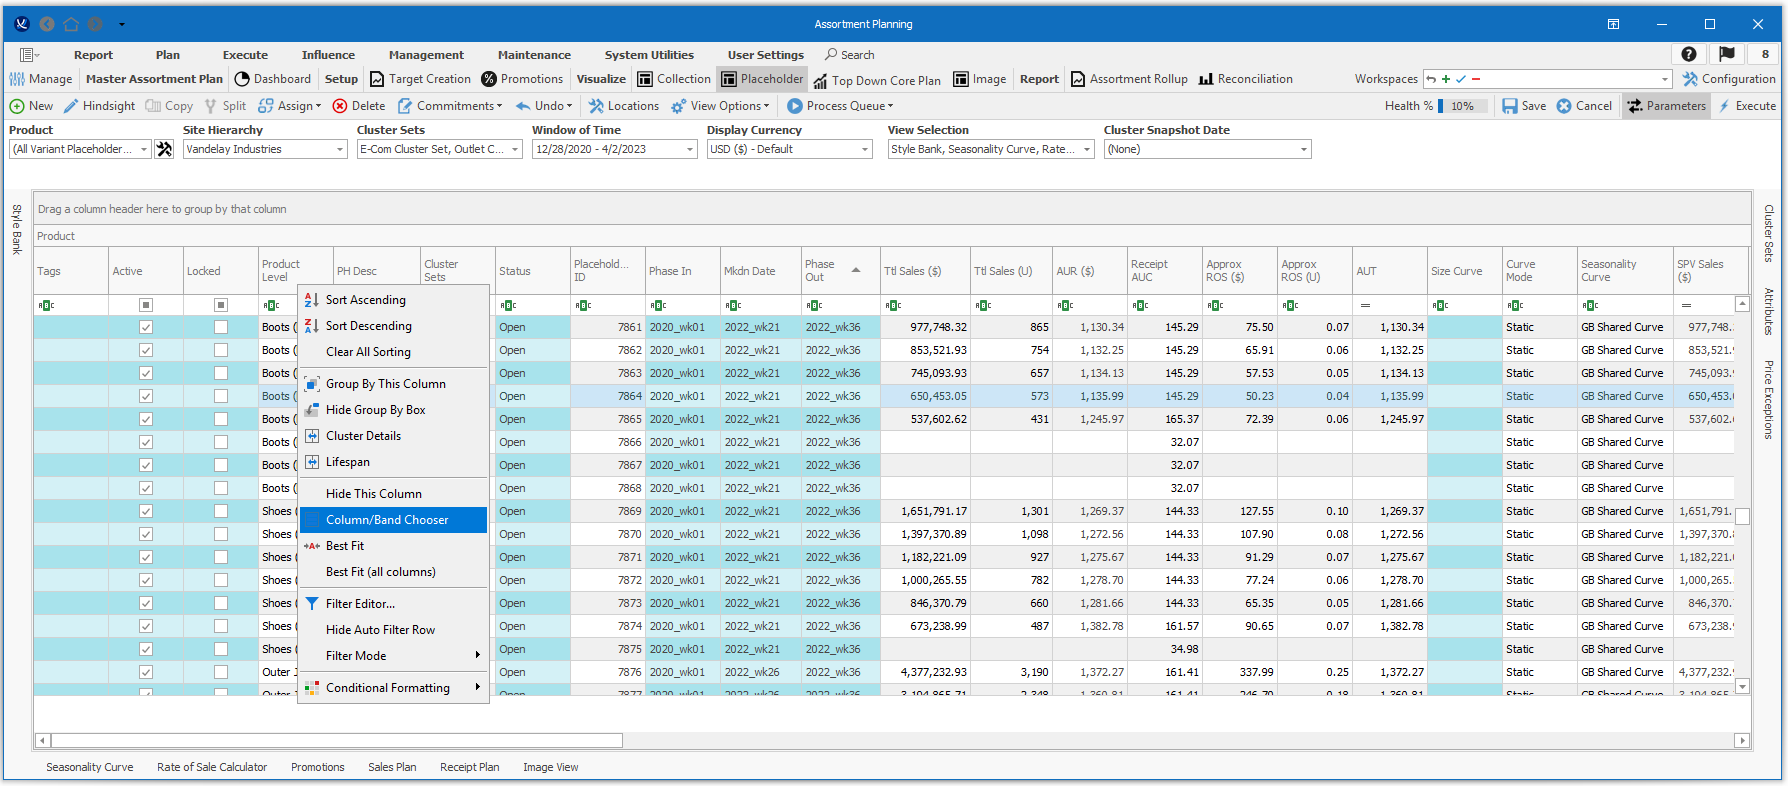 Assortment Planning
Report Plan Execute Influence Management Maintenance System Utilities User Settings Search ? 8
Manage Master Assortment Plan Dashboard Setup Target Creation Promotions Visualize Collection Placeholder Top Down Core Plan Image Report Assortment Rollup Reconciliation Workspaces Configuration
New Hindsight Copy Split Assign Delete Commitments Undo Locations View Options Process Queue Health % 10% Save Cancel Parameters Execute
Product Site Hierarchy Cluster Sets Window of Time Display Currency View Selection Cluster Snapshot Date
(All Variant Placeholder... Vandelay Industries E-Com Cluster Set, Outlet C... 12/28/2020 - 4/2/2023 USD ($) - Default Style Bank, Seasonality Curve, Rate... (None)
Style Bank
Drag a column header here to group by that column
Product
Tags Active Locked Product Level PH Desc Cluster Sets Status Placehold... ID Phase In Mkdn Date Phase Out Ttl Sales ($) Ttl Sales (U) AUR ($) Receipt AUC Approx ROS ($) Approx ROS (U) AUT Size Curve Curve Mode Seasonality Curve SPV Sales ($)
ABC ABC ABC ABC ABC ABC ABC ABC ABC ABC ABC ABC ABC = ABC ABC ABC =
Boots ( Open 7861 2020_wk01 2022_wk21 2022_wk36 977,748.32 865 1,130.34 145.29 75.50 0.07 1,130.34 Static GB Shared Curve 977,748.
Boots ( Open 7862 2020_wk01 2022_wk21 2022_wk36 853,521.93 754 1,132.25 145.29 65.91 0.06 1,132.25 Static GB Shared Curve 853,521.9
Boots ( Open 7863 2020_wk01 2022_wk21 2022_wk36 745,093.93 657 1,134.13 145.29 57.53 0.05 1,134.13 Static GB Shared Curve 745,093.9
Boots ( Open 7864 2020_wk01 2022_wk21 2022_wk36 650,453.05 573 1,135.99 145.29 50.23 0.04 1,135.99 Static GB Shared Curve 650,453.0
Boots ( Open 7865 2020_wk01 2022_wk21 2022_wk36 537,602.62 431 1,245.97 165.37 72.39 0.06 1,245.97 Static GB Shared Curve 537,602.6
Boots ( Open 7866 2020_wk01 2022_wk21 2022_wk36 32.07 Static GB Shared Curve
Boots ( Open 7867 2020_wk01 2022_wk21 2022_wk36 32.07 Static GB Shared Curve
Boots ( Open 7868 2020_wk01 2022_wk21 2022_wk36 32.07 Static GB Shared Curve
Shoes ( Open 7869 2020_wk01 2022_wk21 2022_wk36 1,651,791.17 1,301 1,269.37 144.33 127.55 0.10 1,269.37 Static GB Shared Curve 1,651,791.
Shoes ( Open 7870 2020_wk01 2022_wk21 2022_wk36 1,397,370.89 1,098 1,272.56 144.33 107.90 0.08 1,272.56 Static GB Shared Curve 1,397,370.8
Shoes ( Open 7871 2020_wk01 2022_wk21 2022_wk36 1,182,221.09 927 1,275.67 144.33 91.29 0.07 1,275.67 Static GB Shared Curve 1,182,221.0
Shoes ( Open 7872 2020_wk01 2022_wk21 2022_wk36 1,000,265.55 782 1,278.70 144.33 77.24 0.06 1,278.70 Static GB Shared Curve 1,000,265.
Shoes ( Open 7873 2020_wk01 2022_wk21 2022_wk36 846,370.79 660 1,281.66 144.33 65.35 0.05 1,281.66 Static GB Shared Curve 846,370.
Shoes ( Open 7874 2020_wk01 2022_wk21 2022_wk36 673,238.99 487 1,382.78 161.57 90.65 0.07 1,382.78 Static GB Shared Curve 673,238.9
Shoes ( Open 7875 2020_wk01 2022_wk21 2022_wk36 34.98 Static GB Shared Curve
Outer J Open 7876 2020_wk01 2022_wk26 2022_wk36 4,377,232.93 3,190 1,372.27 161.41 337.99 0.25 1,372.27 Static GB Shared Curve 4,377,232.9
Sort Ascending
Sort Descending
Clear All Sorting
Group By This Column
Hide Group By Box
Cluster Details
Lifespan
Hide This Column
Column/Band Chooser
Best Fit
Best Fit (all columns)
Filter Editor...
Hide Auto Filter Row
Filter Mode
Conditional Formatting
Cluster Sets
Attributes
Price Exceptions
Seasonality Curve Rate of Sale Calculator Promotions Sales Plan Receipt Plan Image View